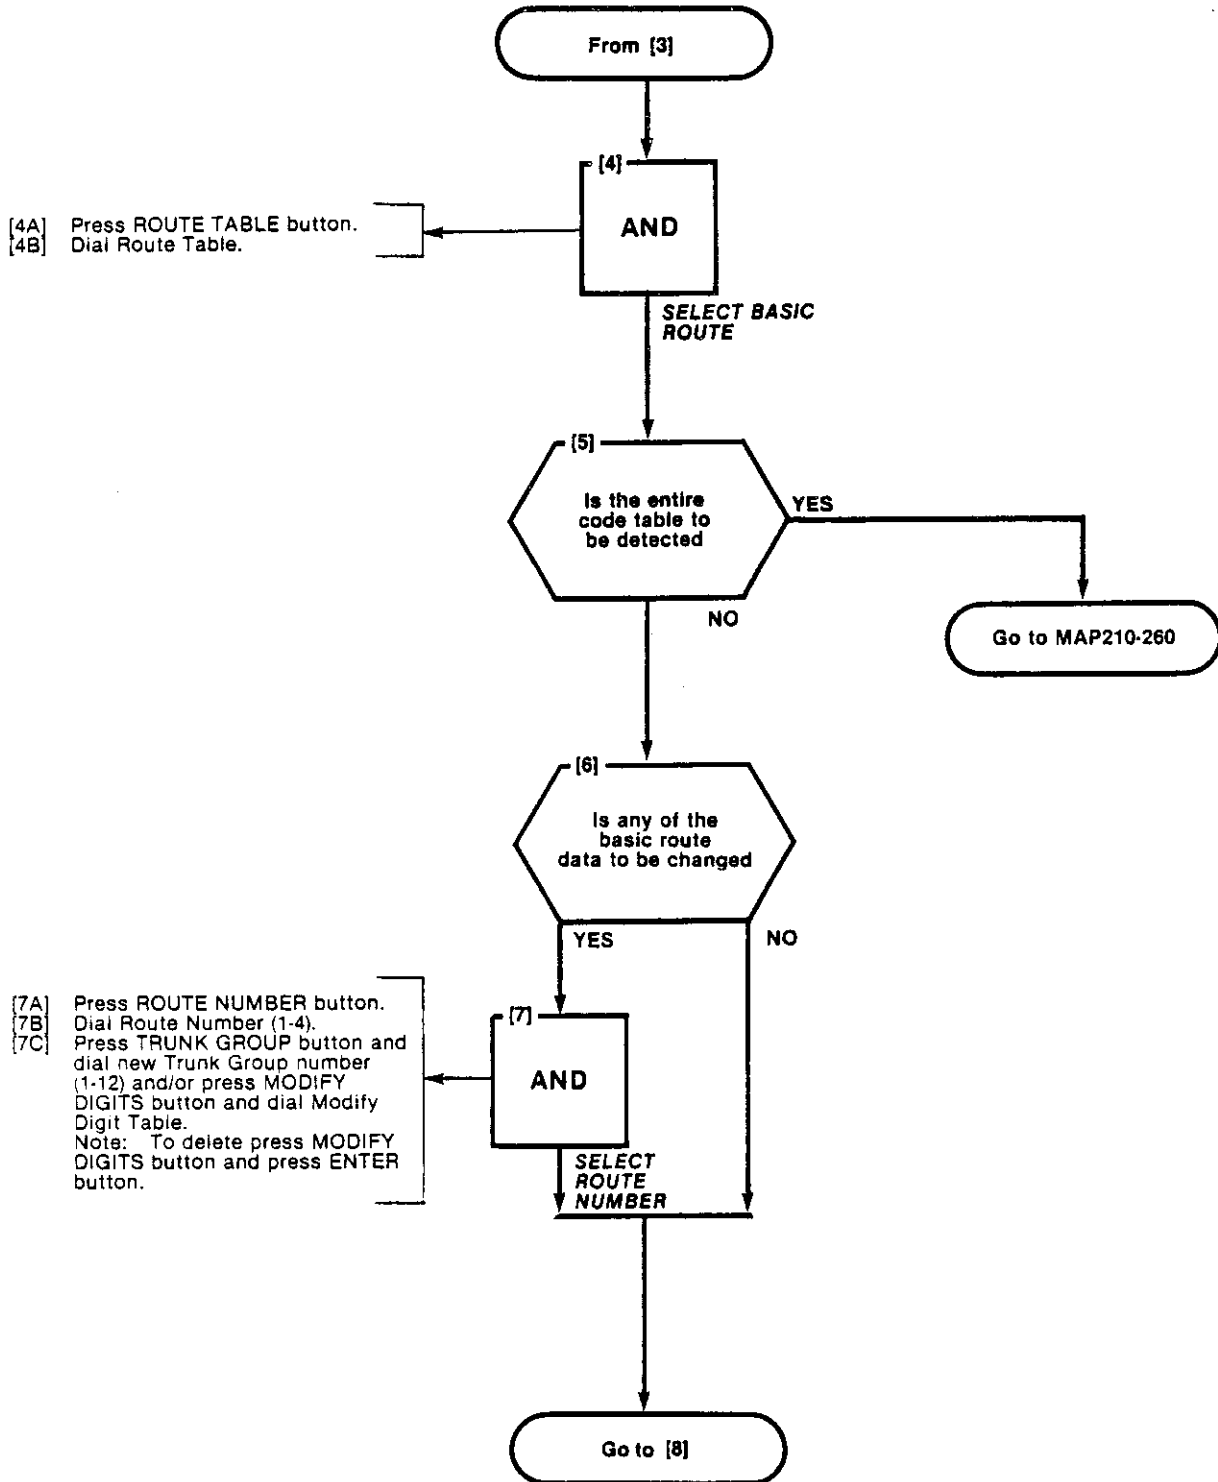 From [3]
[4]
AND
[4A] Press ROUTE TABLE button.
[4B] Dial Route Table.
SELECT BASIC
ROUTE
[5]
Is the entire
code table to
be detected
YES
NO
Go to MAP210-260
[6]
Is any of the
basic route
data to be changed
YES
NO
[7A] Press ROUTE NUMBER button.
[7B] Dial Route Number (1-4).
[7C] Press TRUNK GROUP button and
dial new Trunk Group number
(1-12) and/or press MODIFY
DIGITS button and dial Modify
Digit Table.
Note: To delete press MODIFY
DIGITS button and press ENTER
button.
[7]
AND
SELECT
ROUTE
NUMBER
Go to [8]